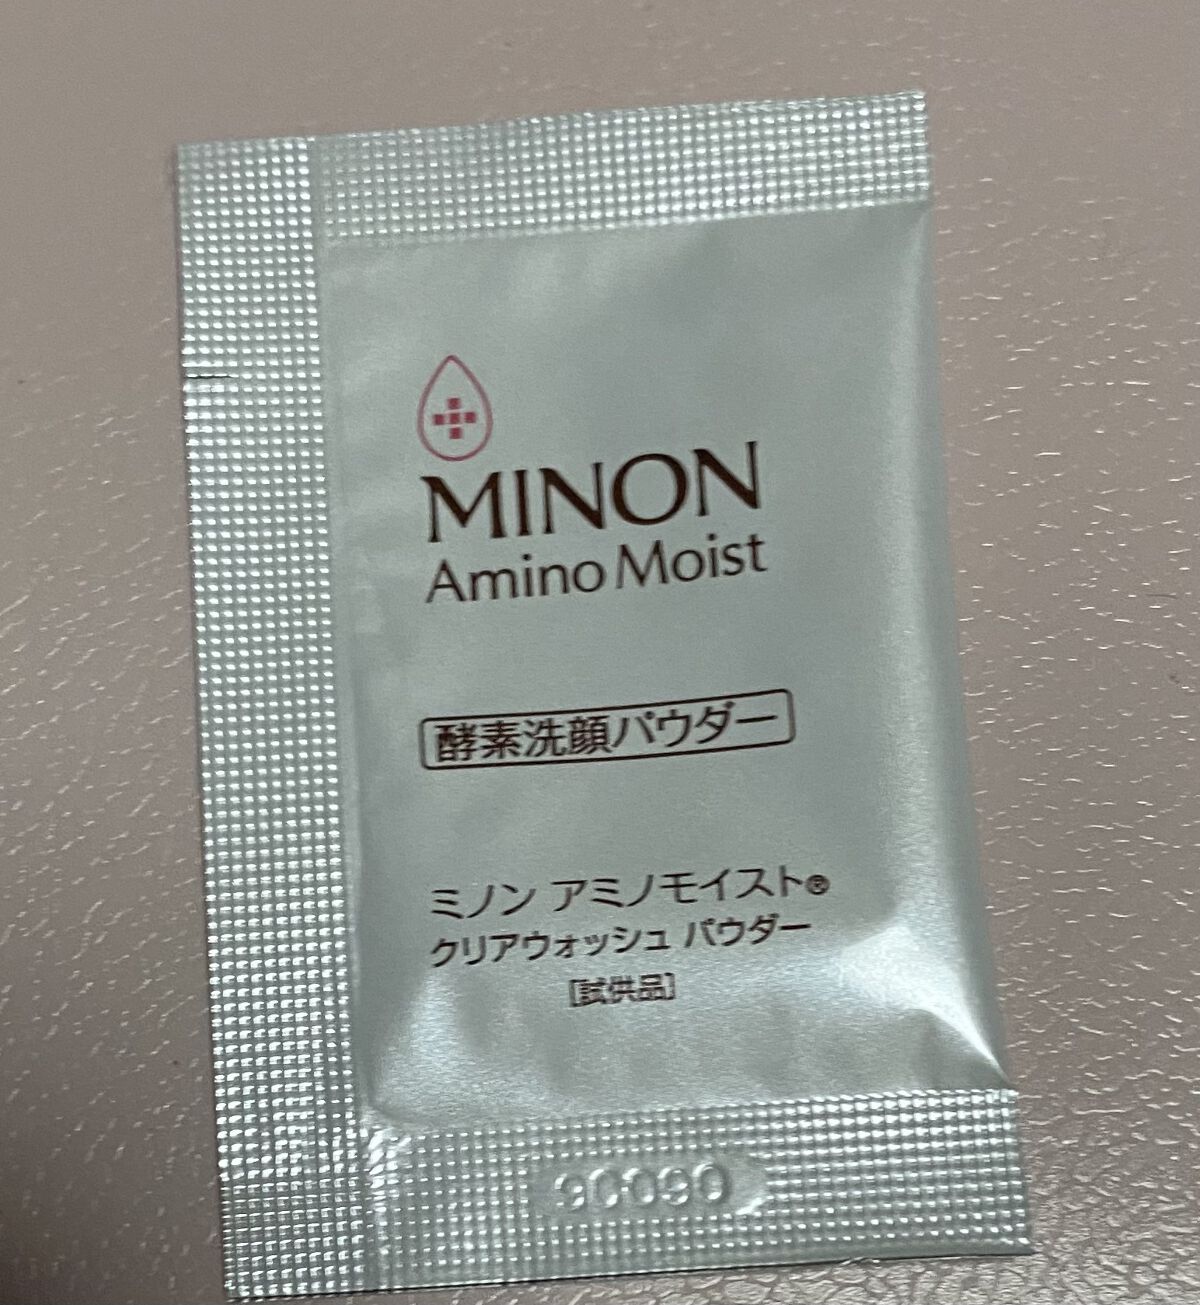 MINON
Amino Moist
酵素洗顔パウダー
ミノン アミノモイスト®
クリアウォッシュ パウダー
[試供品]